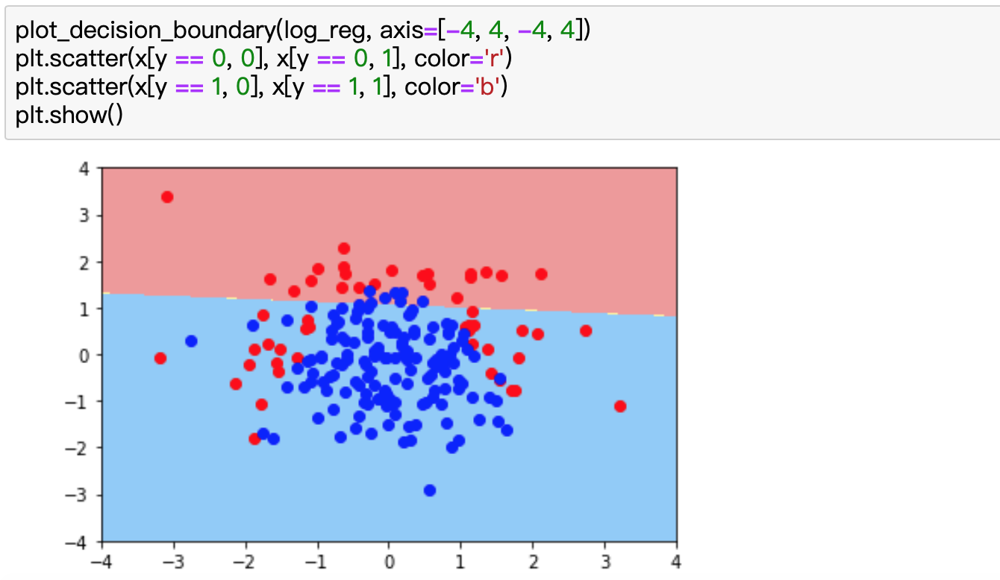 plot_decision_boundary(log_reg, axis=[−4, 4, −4, 4])
plt.scatter(x[y == 0, 0], x[y == 0, 1], color='r')
plt.scatter(x[y == 1, 0], x[y == 1, 1], color='b')
plt.show()
4
3
2
1
0
−1
−2
−3
−4
−4 −3 −2 −1 0 1 2 3 4